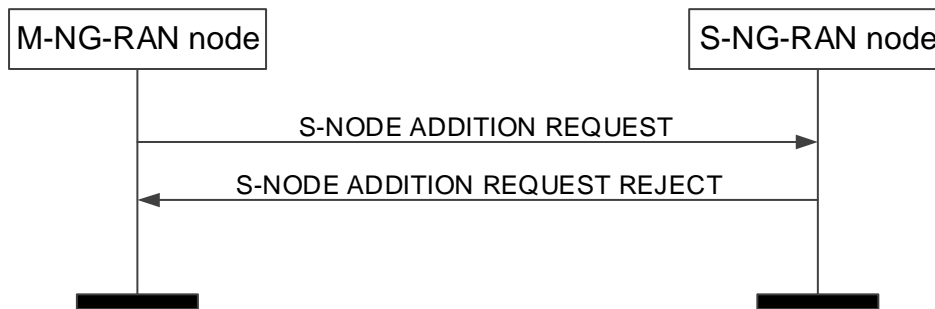 M-NG-RAN node
S-NG-RAN node
S-NODE ADDITION REQUEST
S-NODE ADDITION REQUEST REJECT